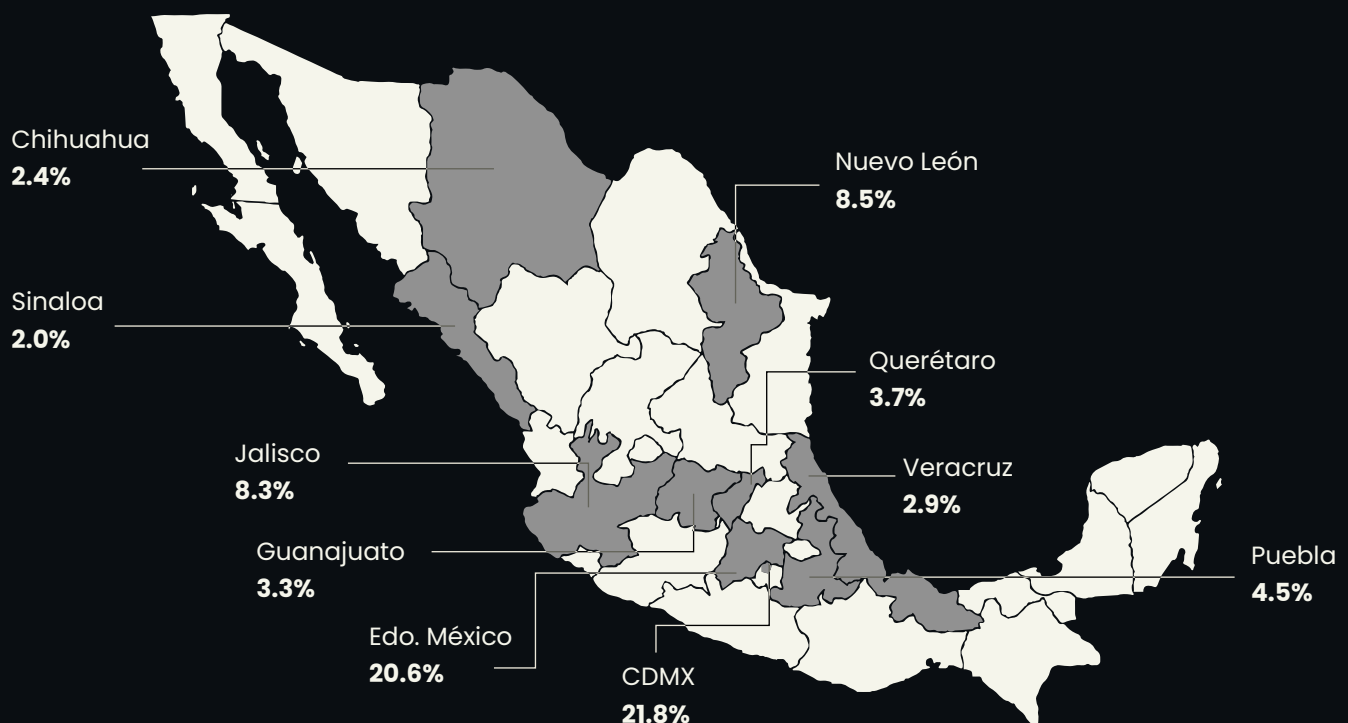 Chihuahua
2.4%
Nuevo León
8.5%
Sinaloa
2.0%
Querétaro
3.7%
Jalisco
8.3%
Veracruz
2.9%
Guanajuato
3.3%
Puebla
4.5%
Edo. México
20.6%
CDMX
21.8%